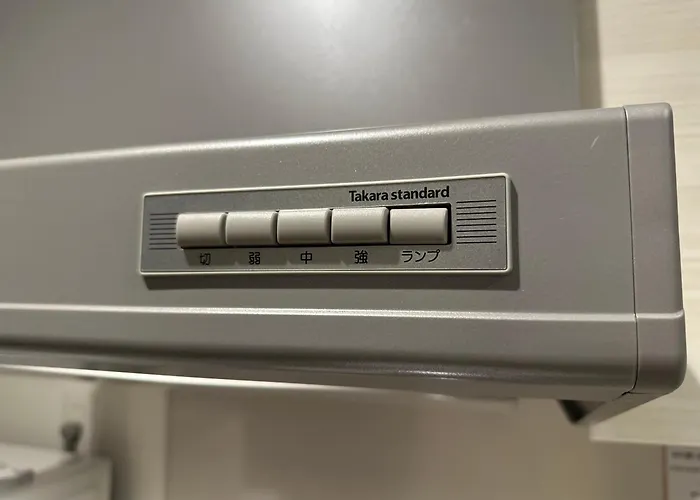 Takara standard
切 弱 中 強 ランプ